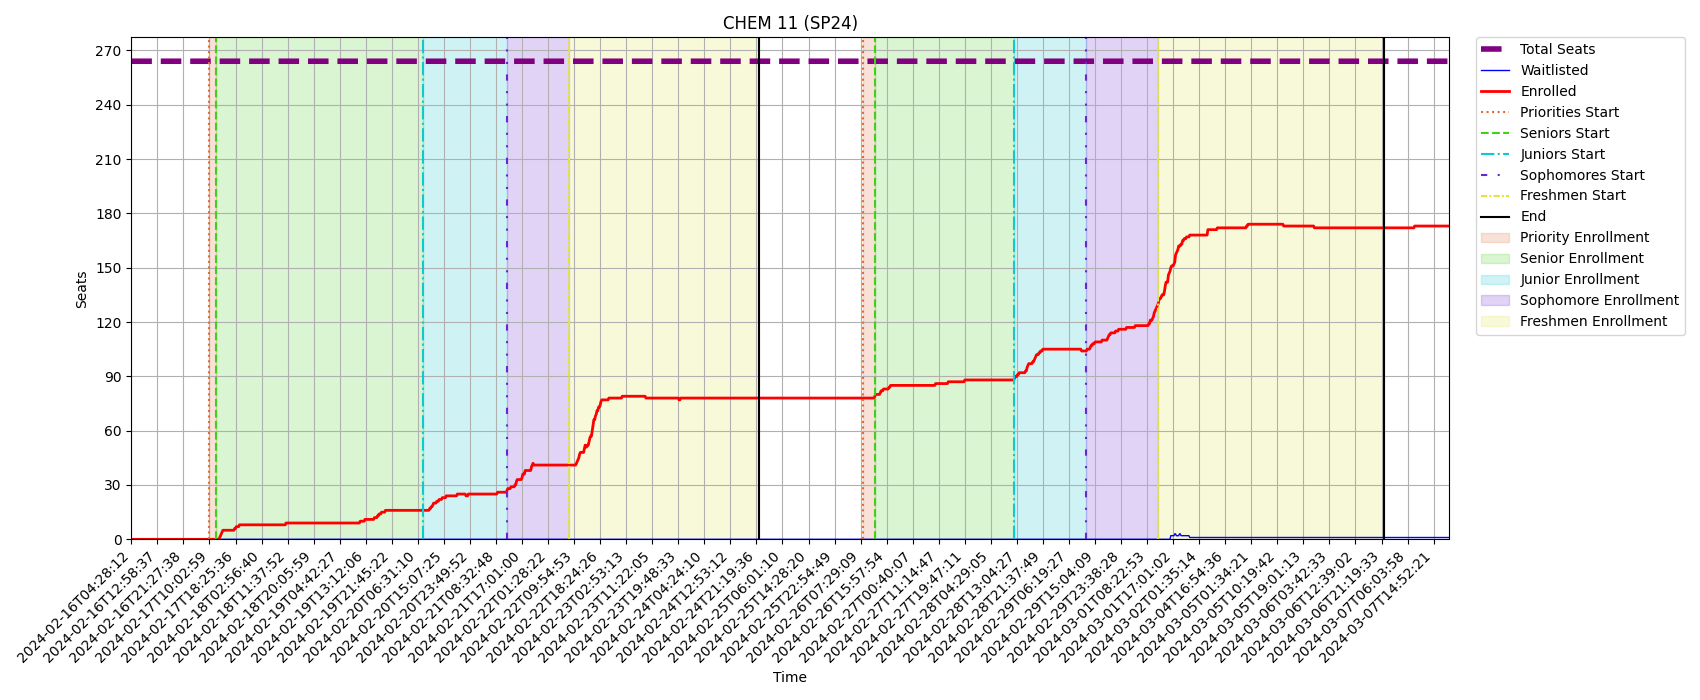 CHEM 11 (SP24)
Seats
270
240
210
180
150
120
90
60
30
0
2024-02-16T04:28:12
2024-02-16T12:58:37
2024-02-16T21:27:38
2024-02-17T10:02:59
2024-02-17T18:25:36
2024-02-18T02:56:40
2024-02-18T11:37:52
2024-02-18T20:05:59
2024-02-19T04:42:27
2024-02-19T13:12:06
2024-02-19T21:45:22
2024-02-20T06:31:10
2024-02-20T15:07:25
2024-02-20T23:49:52
2024-02-21T08:32:48
2024-02-21T17:01:00
2024-02-22T01:28:22
2024-02-22T09:54:53
2024-02-22T18:24:26
2024-02-23T02:53:13
2024-02-23T11:22:05
2024-02-23T19:48:33
2024-02-24T04:24:10
2024-02-24T12:53:12
2024-02-24T21:19:36
2024-02-25T06:01:10
2024-02-25T14:28:20
2024-02-25T22:54:49
2024-02-26T07:29:09
2024-02-26T15:57:54
2024-02-27T00:40:07
2024-02-27T11:14:47
2024-02-27T19:47:11
2024-02-28T04:29:05
2024-02-28T13:04:27
2024-02-28T21:37:49
2024-02-29T06:19:27
2024-02-29T15:04:09
2024-02-29T23:38:28
2024-03-01T08:22:53
2024-03-01T17:01:02
2024-03-02T01:35:14
2024-03-04T16:54:36
2024-03-05T01:34:21
2024-03-05T10:19:42
2024-03-05T19:01:13
2024-03-06T03:42:33
2024-03-06T12:39:02
2024-03-06T21:19:33
2024-03-07T06:03:58
2024-03-07T14:52:21
Time
Total Seats
Waitlisted
Enrolled
Priorities Start
Seniors Start
Juniors Start
Sophomores Start
Freshmen Start
End
Priority Enrollment
Senior Enrollment
Junior Enrollment
Sophomore Enrollment
Freshmen Enrollment